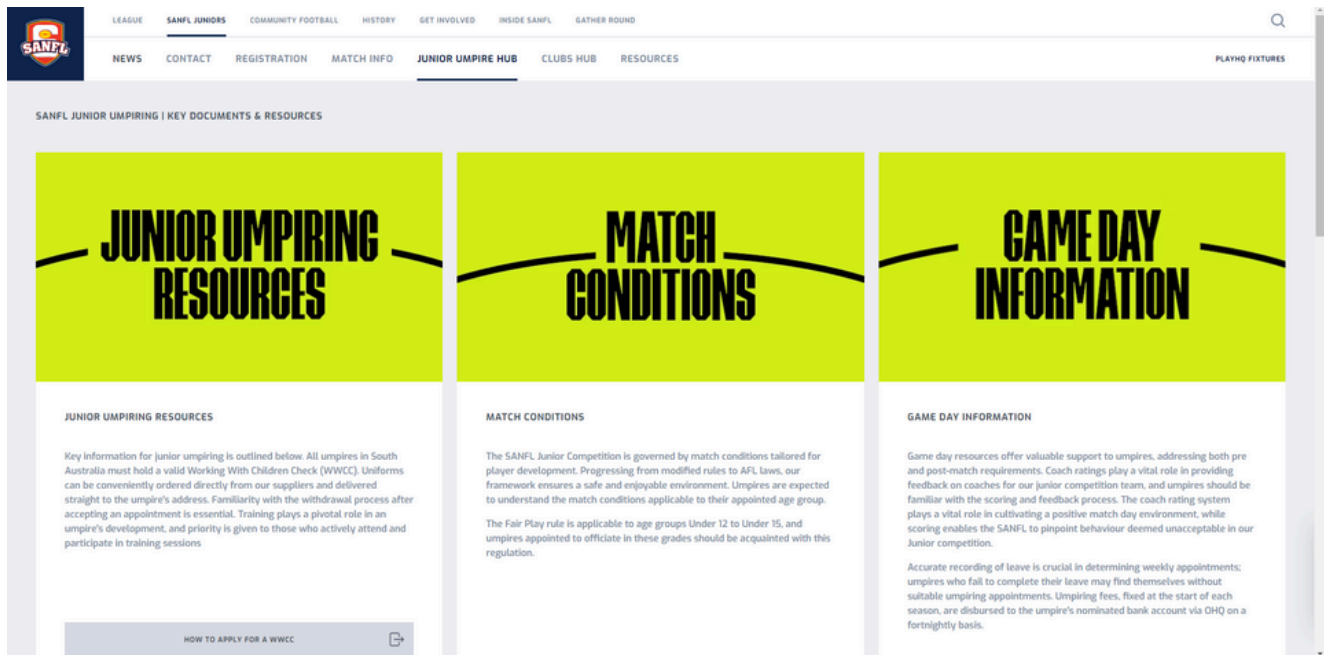 SANFL
LEAGUE SANFL JUNIORS COMMUNITY FOOTBALL HISTORY GET INVOLVED INSIDE SANFL GATHER ROUND
NEWS CONTACT REGISTRATION MATCH INFO JUNIOR UMPIRE HUB CLUBS HUB RESOURCES PLAYHQ FIXTURES
SANFL JUNIOR UMPIRING | KEY DOCUMENTS & RESOURCES
JUNIOR UMPIRING
RESOURCES
JUNIOR UMPIRING RESOURCES
Key information for junior umpiring is outlined below. All umpires in South
Australia must hold a valid Working With Children Check (WWCC). Uniforms
can be conveniently ordered directly from our suppliers and delivered
straight to the umpire's address. Familiarity with the withdrawal process after
accepting an appointment is essential. Training plays a pivotal role in an
umpire's development, and priority is given to those who actively attend and
participate in training sessions
HOW TO APPLY FOR A WWCC
MATCH
CONDITIONS
MATCH CONDITIONS
The SANFL Junior Competition is governed by match conditions tailored for
player development. Progressing from modified rules to AFL laws, our
framework ensures a safe and enjoyable environment. Umpires are expected
to understand the match conditions applicable to their appointed age group.
The Fair Play rule is applicable to age groups Under 12 to Under 15, and
umpires appointed to officiate in these grades should be acquainted with this
regulation.
GAME DAY
INFORMATION
GAME DAY INFORMATION
Game day resources offer valuable support to umpires, addressing both pre
and post-match requirements. Coach ratings play a vital role in providing
feedback on coaches for our junior competition team, and umpires should be
familiar with the scoring and feedback process. The coach rating system
plays a vital role in cultivating a positive match day environment, while
scoring enables the SANFL to pinpoint behaviour deemed unacceptable in our
Junior competition.
Accurate recording of leave is crucial in determining weekly appointments;
umpires who fail to complete their leave may find themselves without
suitable umpiring appointments. Umpiring fees, fixed at the start of each
season, are disbursed to the umpire's nominated bank account via OHQ on a
fortnightly basis.